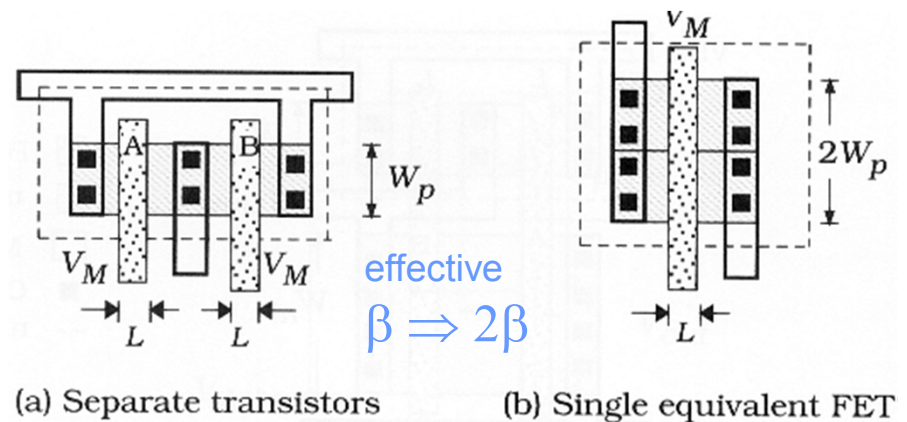 V_M
A
B
W_p
2W_p
V_M
V_M
effective
β ⇒ 2β
L
L
L
(a) Separate transistors
(b) Single equivalent FET